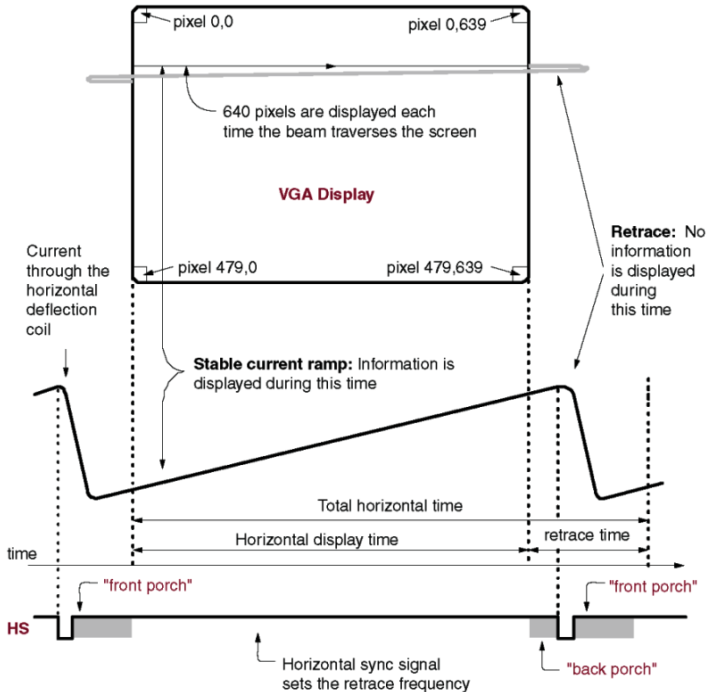 pixel 0,0
pixel 0,639
640 pixels are displayed each
time the beam traverses the screen
VGA Display
Current
through the
horizontal
deflection
coil
Retrace: No
information
is displayed
during
this time
pixel 479,0
pixel 479,639
Stable current ramp: Information is
displayed during this time
Total horizontal time
Horizontal display time
retrace time
time
"front porch"
"front porch"
HS
Horizontal sync signal
sets the retrace frequency
"back porch"